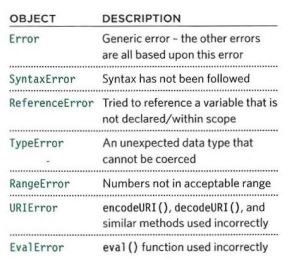 OBJECT DESCRIPTION
Error Generic error - the other errors
are all based upon this error
SyntaxError Syntax has not been followed
ReferenceError Tried to reference a variable that is
not declared/within scope
TypeError An unexpected data type that
cannot be coerced
RangeError Numbers not in acceptable range
URIError encodeURI(), decodeURI(), and
similar methods used incorrectly
EvalError eval() function used incorrectly